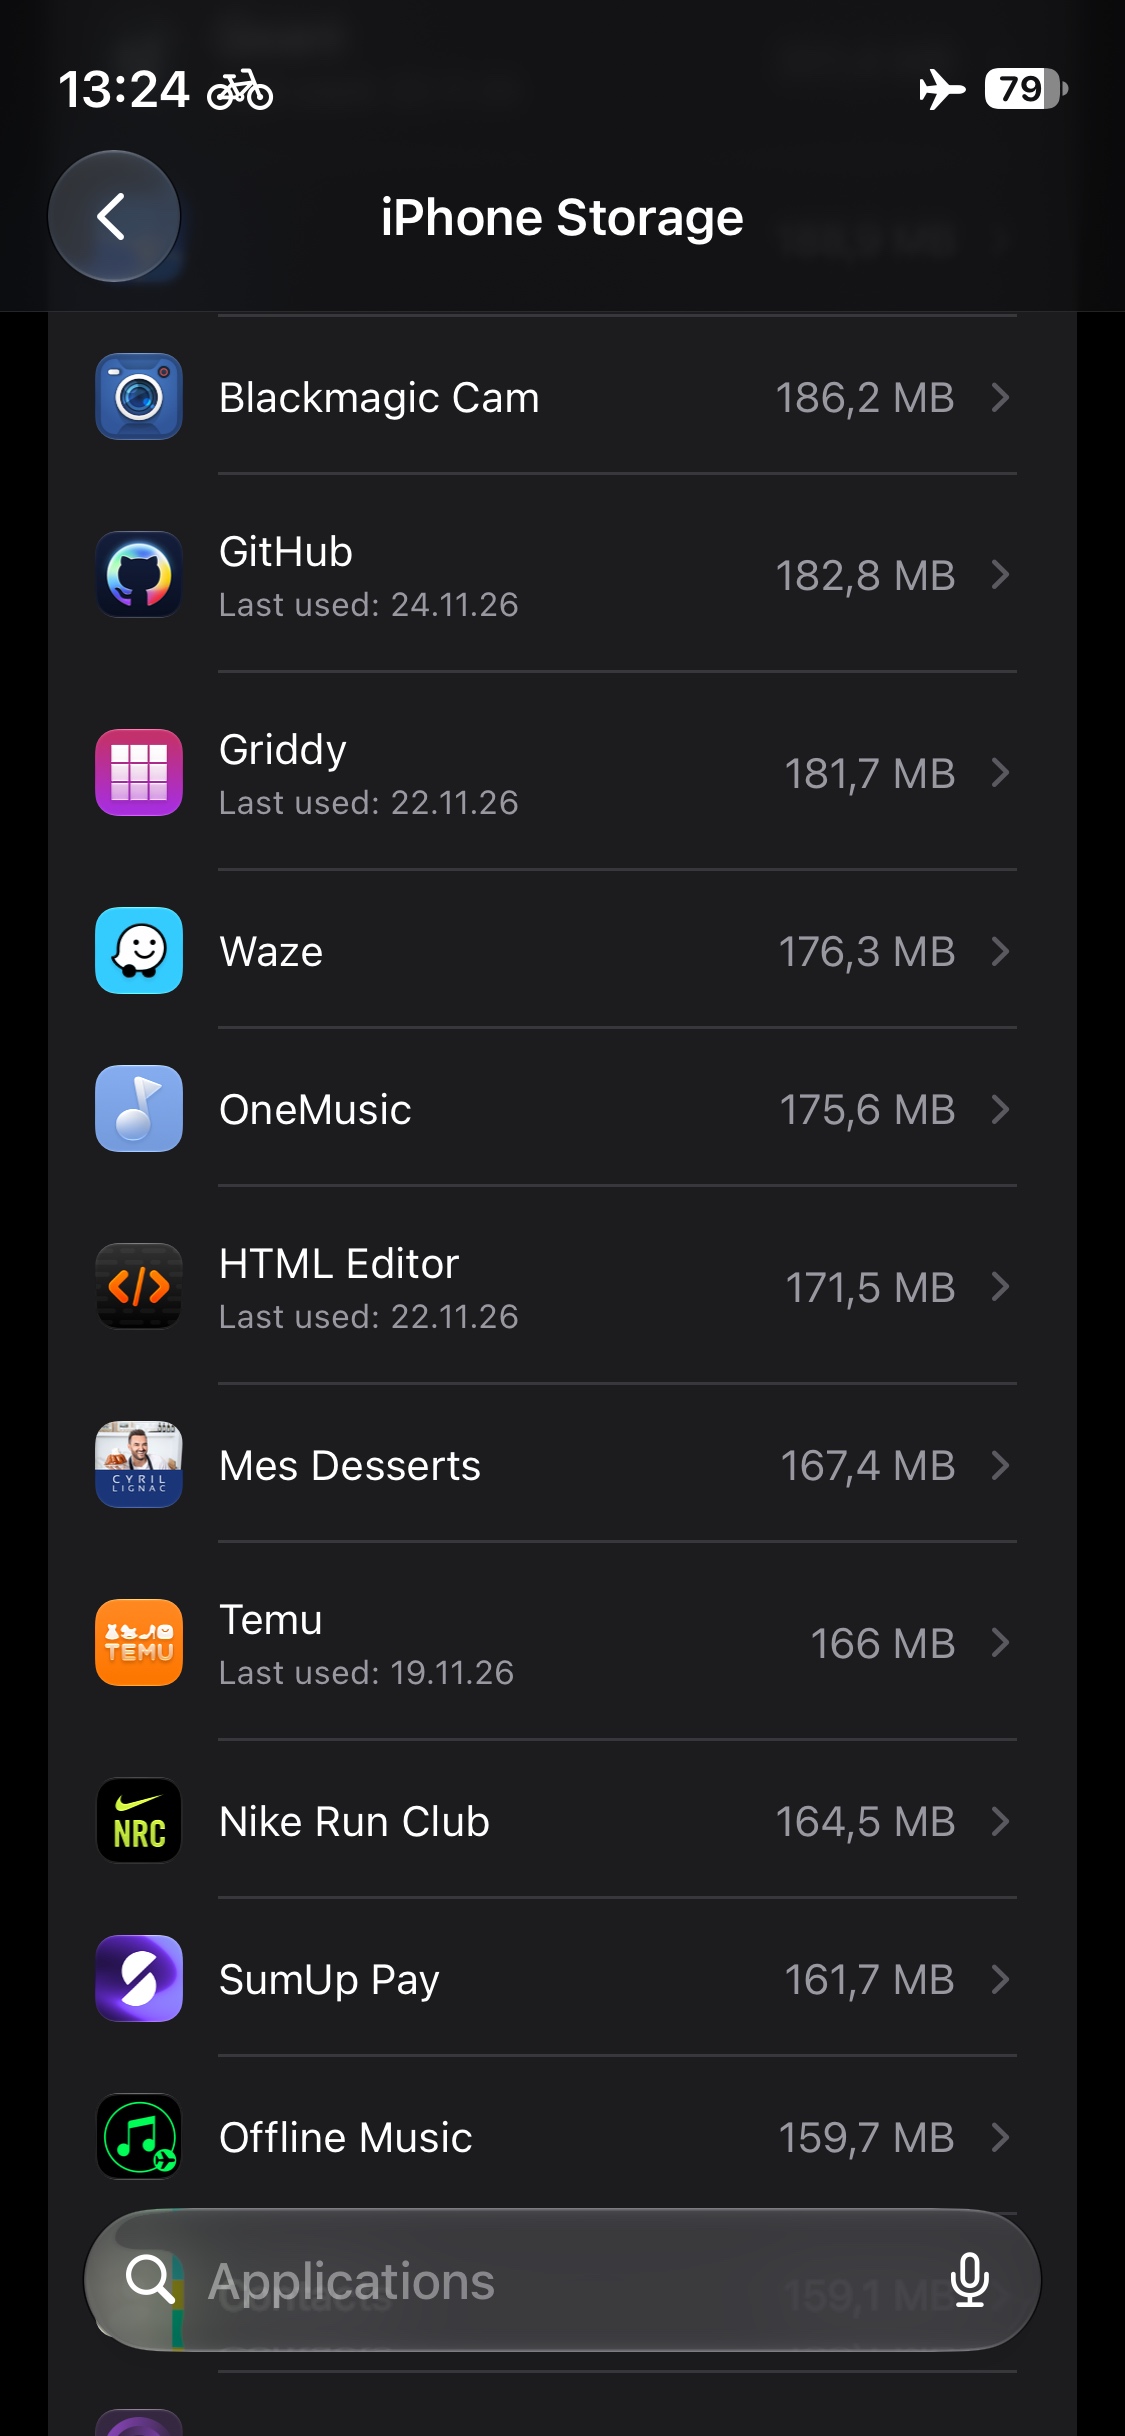 13:24
79
iPhone Storage
Blackmagic Cam
186,2 MB
GitHub
Last used: 24.11.26
182,8 MB
Griddy
Last used: 22.11.26
181,7 MB
Waze
176,3 MB
OneMusic
175,6 MB
HTML Editor
Last used: 22.11.26
171,5 MB
CYRIL
LIGNAC
Mes Desserts
167,4 MB
TEMU
Temu
Last used: 19.11.26
166 MB
NRC
Nike Run Club
164,5 MB
SumUp Pay
161,7 MB
Offline Music
159,7 MB
Applications
Contacts
159,1 MB